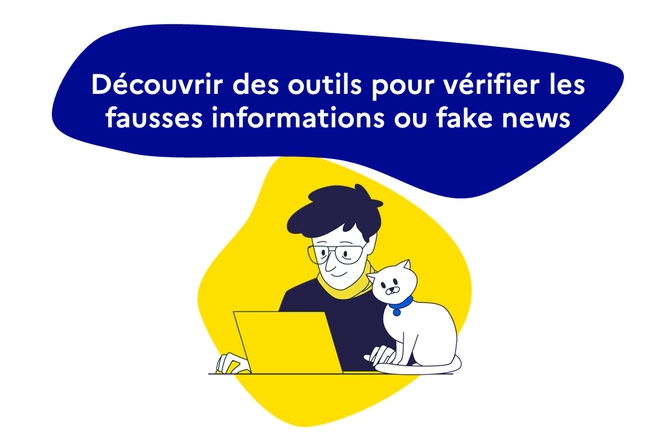 Découvrir des outils pour vérifier les
fausses informations ou fake news